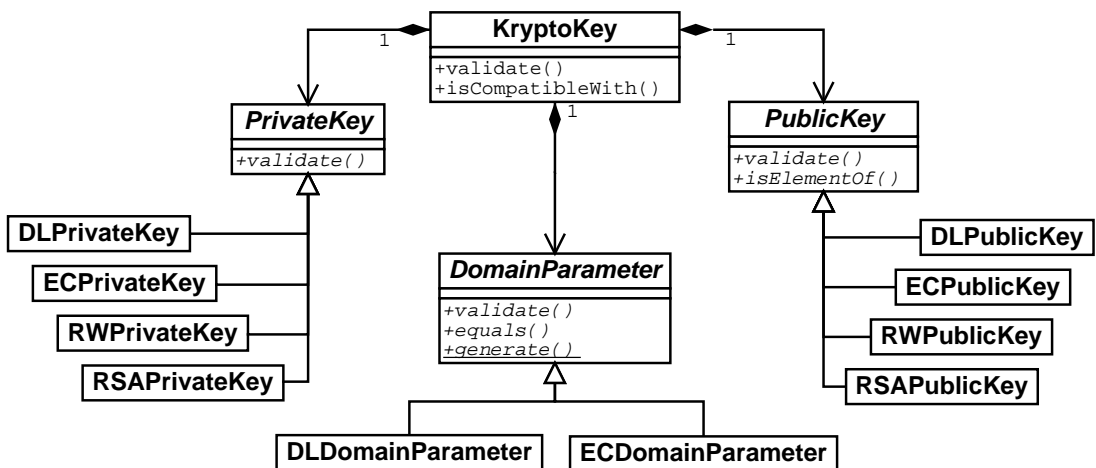 KryptoKey
+validate()
+isCompatibleWith()
1
1
1
PrivateKey
+validate()
PublicKey
+validate()
+isElementOf()
DLPrivateKey
ECPrivateKey
RWPrivateKey
RSAPrivateKey
DomainParameter
+validate()
+equals()
+generate()
DLPublicKey
ECPublicKey
RWPublicKey
RSAPublicKey
DLDomainParameter
ECDomainParameter